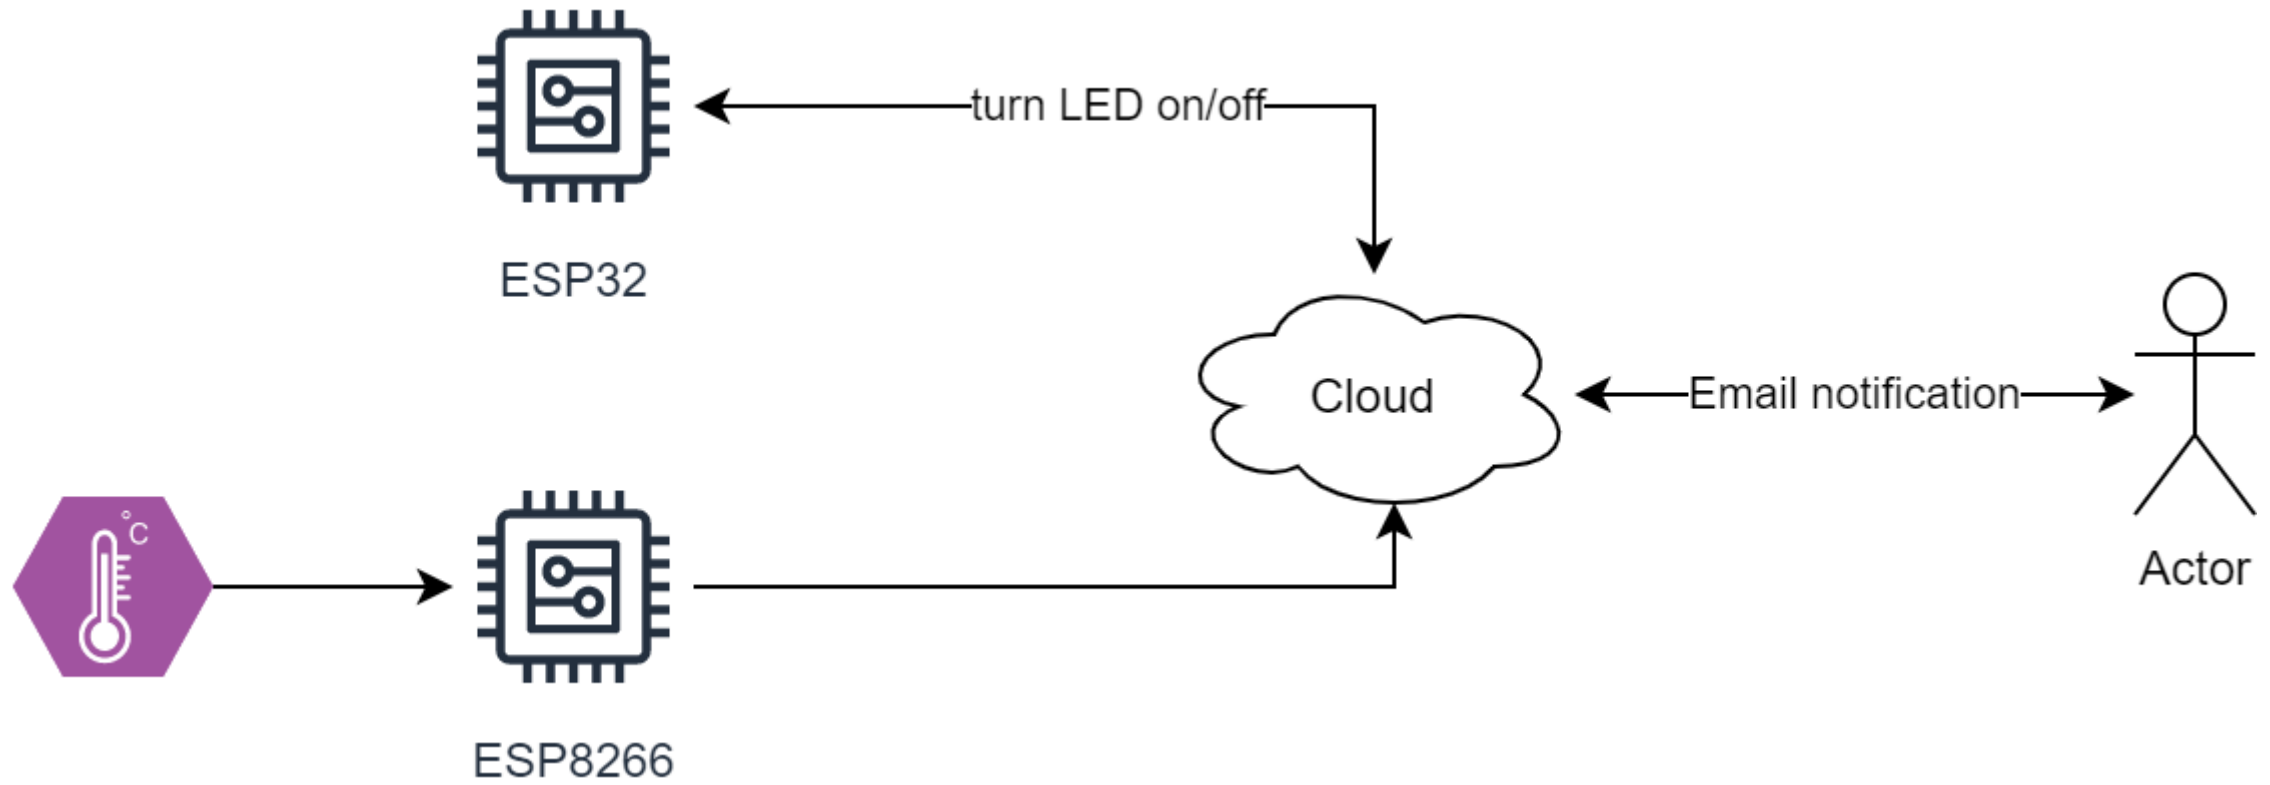 turn LED on/off
ESP32
Cloud
Email notification
°C
Actor
ESP8266